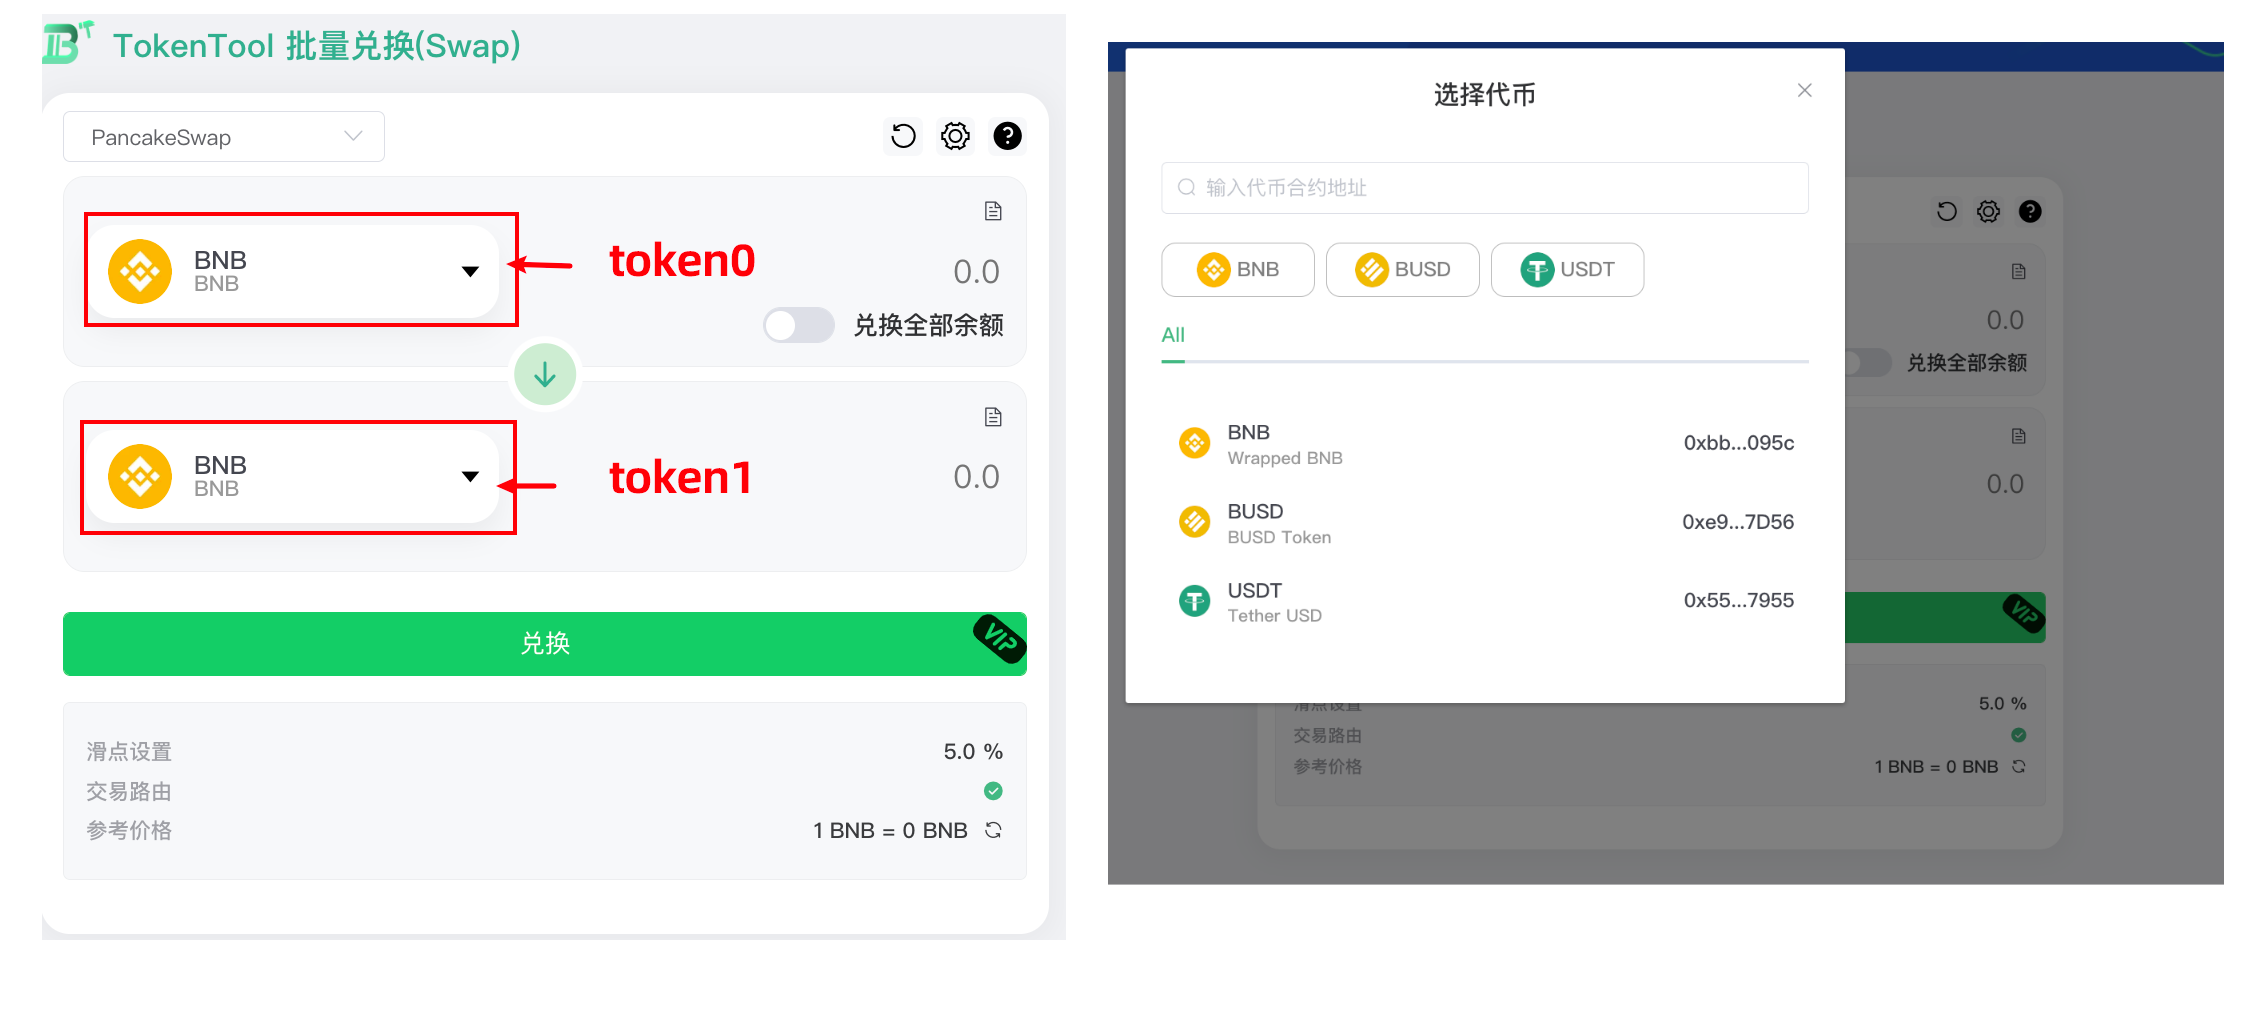 TokenTool 批量兑换(Swap)
PancakeSwap
BNB
BNB
token0
0.0
兑换全部余额
BNB
BNB
token1
0.0
兑换
VIP
滑点设置
5.0 %
交易路由
参考价格
1 BNB = 0 BNB
选择代币
输入代币合约地址
BNB
BUSD
USDT
All
BNB
Wrapped BNB
0xbb...095c
BUSD
BUSD Token
0xe9...7D56
USDT
Tether USD
0x55...7955
0.0
兑换全部余额
0.0
VIP
滑点设置
5.0 %
交易路由
参考价格
1 BNB = 0 BNB